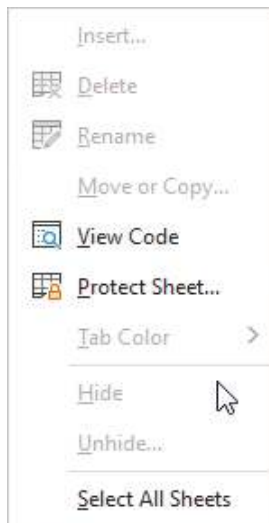 Insert...
Delete
Rename
Move or Copy...
View Code
Protect Sheet...
Tab Color
Hide
Unhide...
Select All Sheets